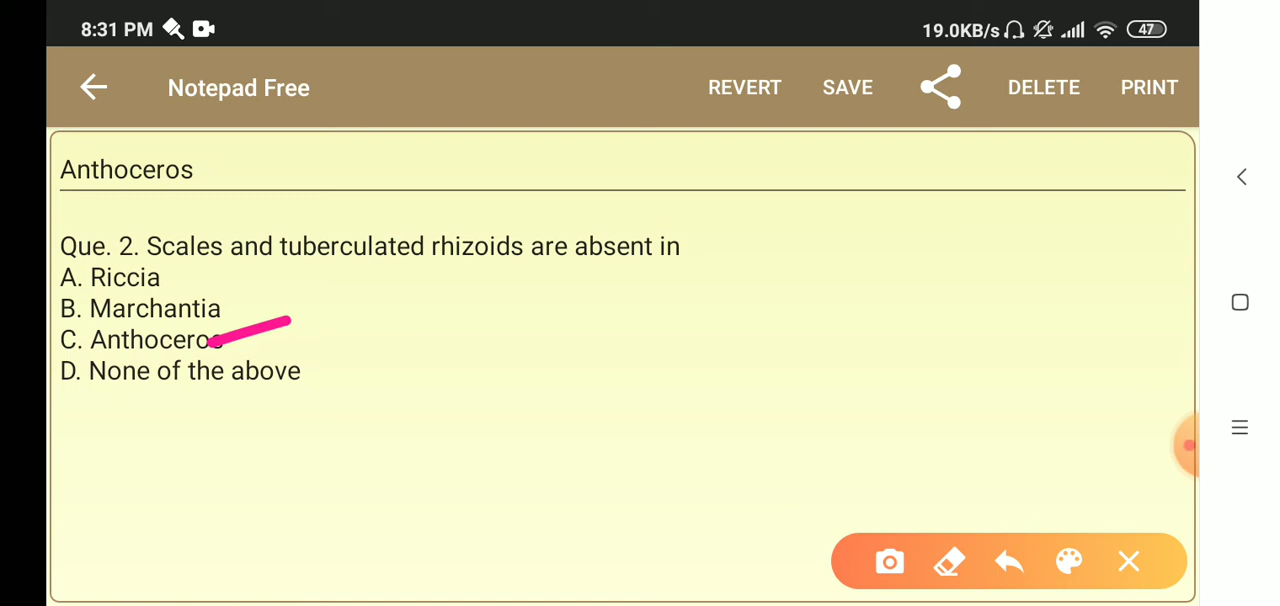 8:31 PM 19.0KB/s 47
Notepad Free REVERT SAVE DELETE PRINT
Anthoceros
Que. 2. Scales and tuberculated rhizoids are absent in
A. Riccia
B. Marchantia
C. Anthoceros
D. None of the above